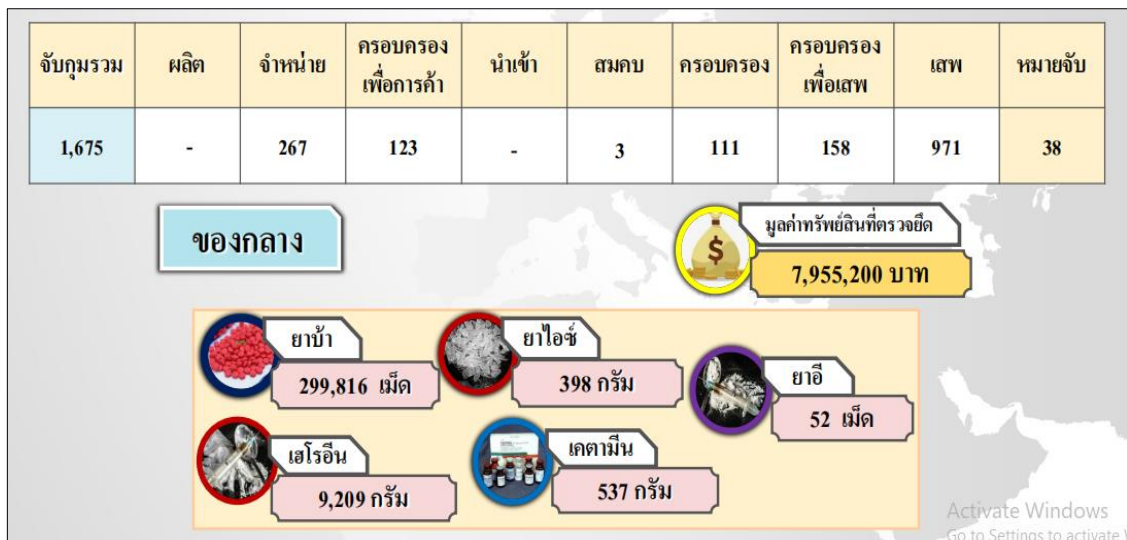 จับกุมรวม ผลิต จำหน่าย ครอบครอง เพื่อการค้า นำเข้า สมคบ ครอบครอง ครอบครอง เพื่อเสพ เสพ หมายจับ
1,675 - 267 123 - 3 111 158 971 38
ของกลาง
มูลค่าทรัพย์สินที่ตรวจยึด
7,955,200 บาท
ยาบ้า
299,816 เม็ด
ยาไอซ์
398 กรัม
ยาอี
52 เม็ด
เฮโรอีน
9,209 กรัม
เคตามีน
537 กรัม
Activate Windows
Go to Settings to activate